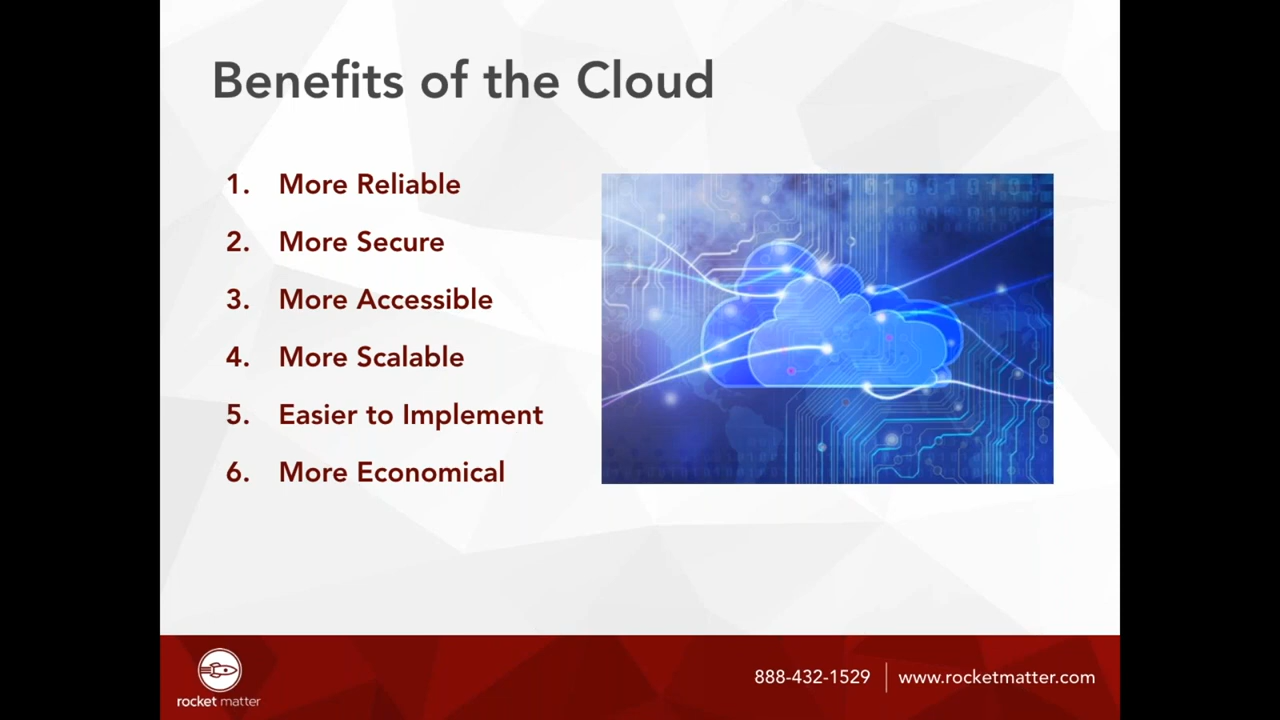 Benefits of the Cloud
1. More Reliable
2. More Secure
3. More Accessible
4. More Scalable
5. Easier to Implement
6. More Economical
rocket matter
888-432-1529 | www.rocketmatter.com